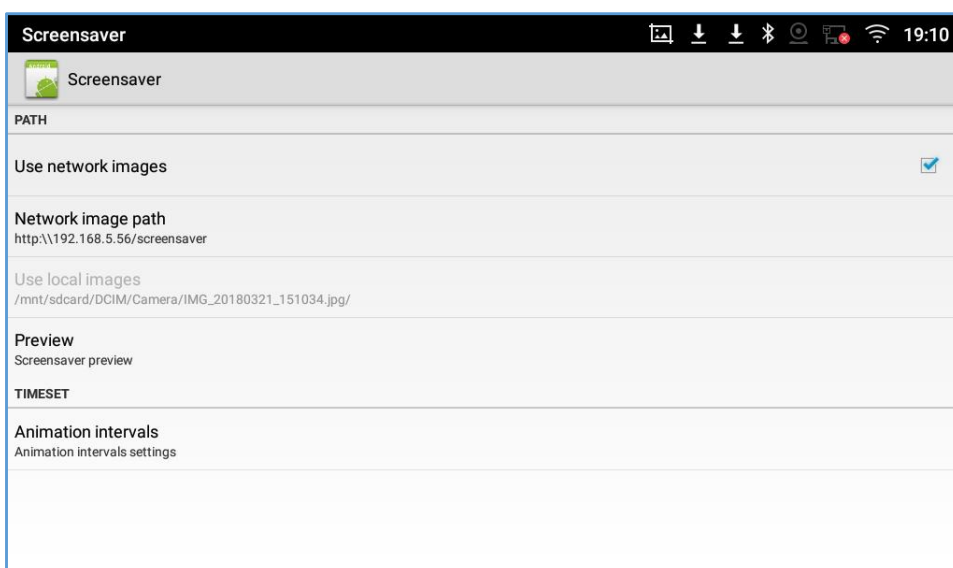 Screensaver
19:10
Screensaver
PATH
Use network images
Network image path
http:\\192.168.5.56/screensaver
Use local images
/mnt/sdcard/DCIM/Camera/IMG_20180321_151034.jpg/
Preview
Screensaver preview
TIMESET
Animation intervals
Animation intervals settings